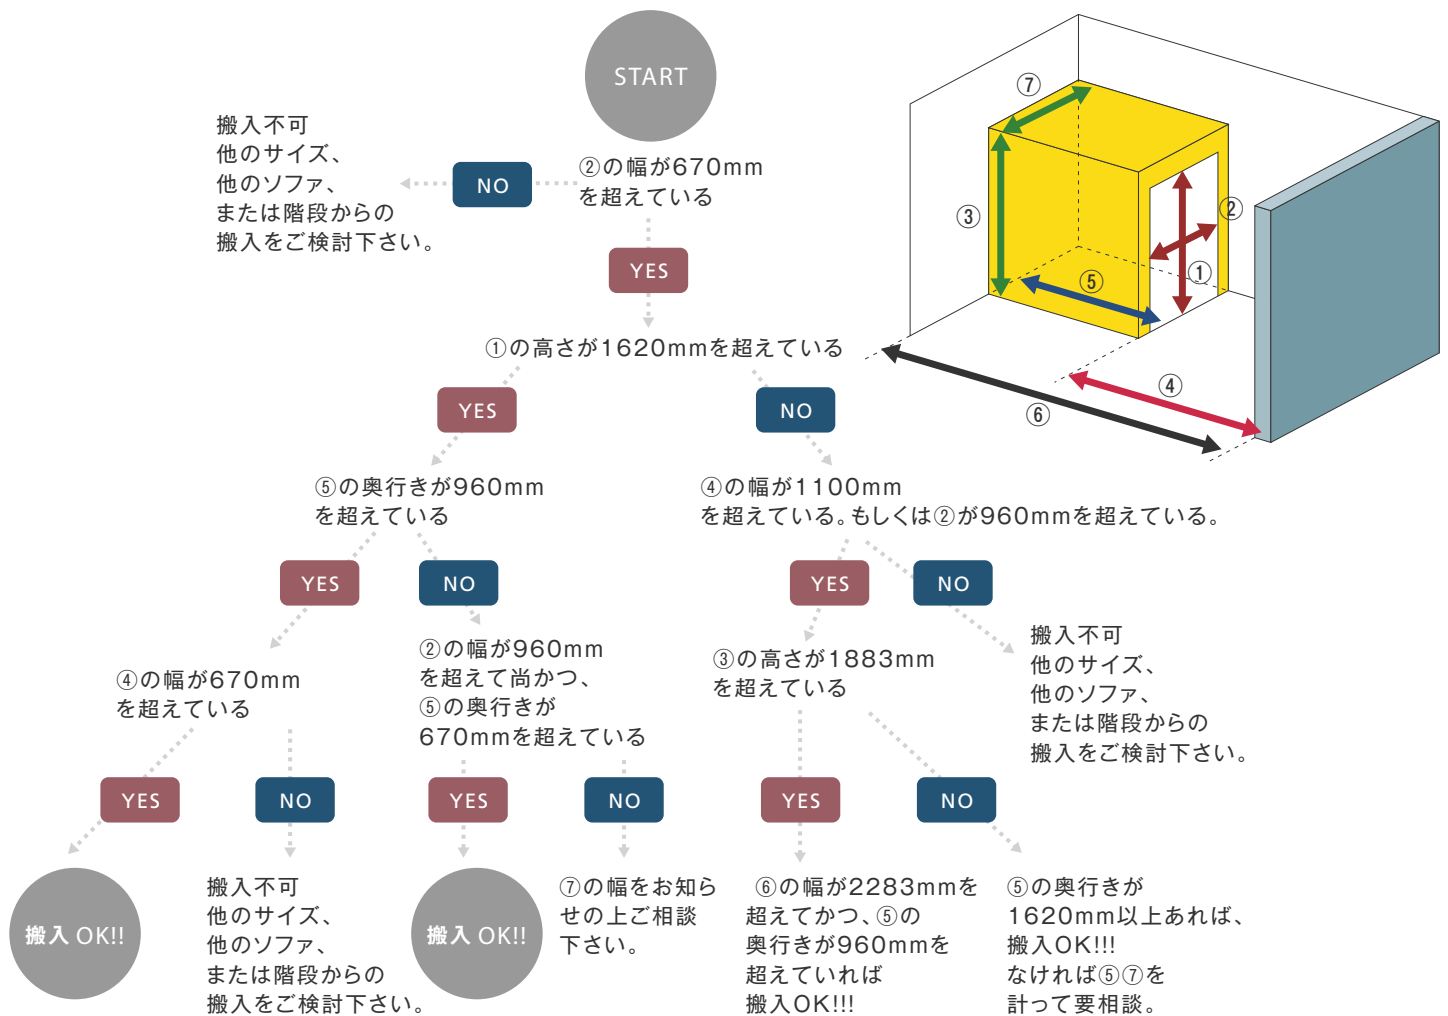 START
搬入不可
他のサイズ、
他のソファ、
または階段からの
搬入をご検討下さい。
NO
②の幅が670mm
を超えている
YES
①の高さが1620mmを超えている
YES
NO
⑤の奥行きが960mm
を超えている
④の幅が1100mm
を超えている。もしくは②が960mmを超えている。
YES
NO
YES
NO
④の幅が670mm
を超えている
②の幅が960mm
を超えて尚かつ、
⑤の奥行きが
670mmを超えている
③の高さが1883mm
を超えている
搬入不可
他のサイズ、
他のソファ、
または階段からの
搬入をご検討下さい。
YES
NO
YES
NO
YES
NO
搬入 OK!!
搬入不可
他のサイズ、
他のソファ、
または階段からの
搬入をご検討下さい。
搬入 OK!!
⑦の幅をお知ら
せの上ご相談
下さい。
⑥の幅が2283mmを
超えてかつ、⑤の
奥行きが960mmを
超えていれば
搬入OK!!!
⑤の奥行きが
1620mm以上あれば、
搬入OK!!!
なければ⑤⑦を
計って要相談。
⑦
③
②
①
⑤
④
⑥